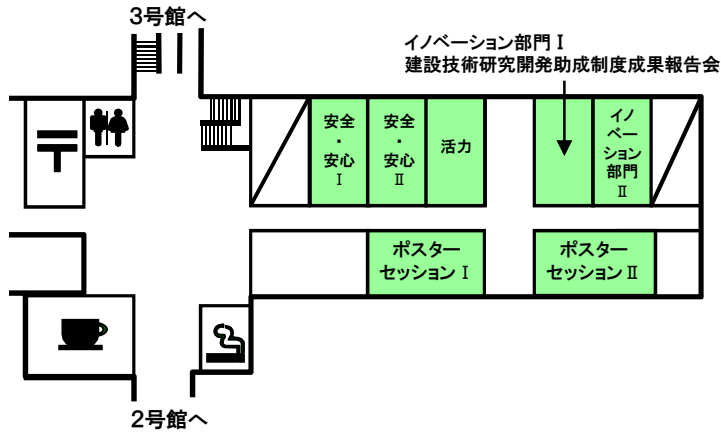 3号館へ
イノベーション部門Ⅰ
建設技術研究開発助成制度成果報告会
安全
・
安心
Ⅰ
安全
・
安心
Ⅱ
活力
イノ
ベー
ション
部門
Ⅱ
ポスター
セッションⅠ
ポスター
セッションⅡ
2号館へ